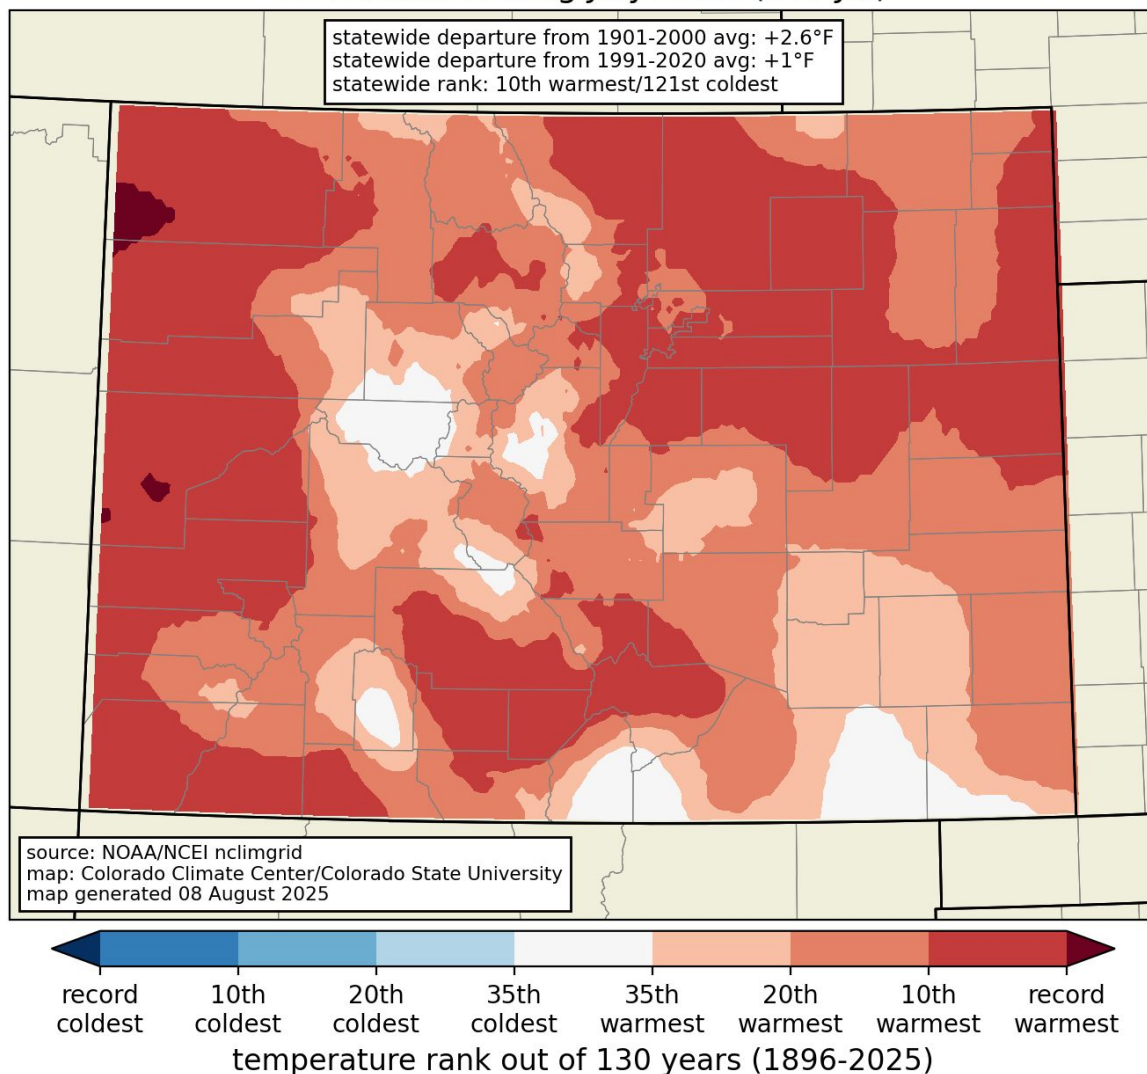 statewide departure from 1901-2000 avg: +2.6°F
statewide departure from 1991-2020 avg: +1°F
statewide rank: 10th warmest/121st coldest
source: NOAA/NCEI nclimgrid
map: Colorado Climate Center/Colorado State University
map generated 08 August 2025
record coldest
10th coldest
20th coldest
35th coldest
35th warmest
20th warmest
10th warmest
record warmest
temperature rank out of 130 years (1896-2025)